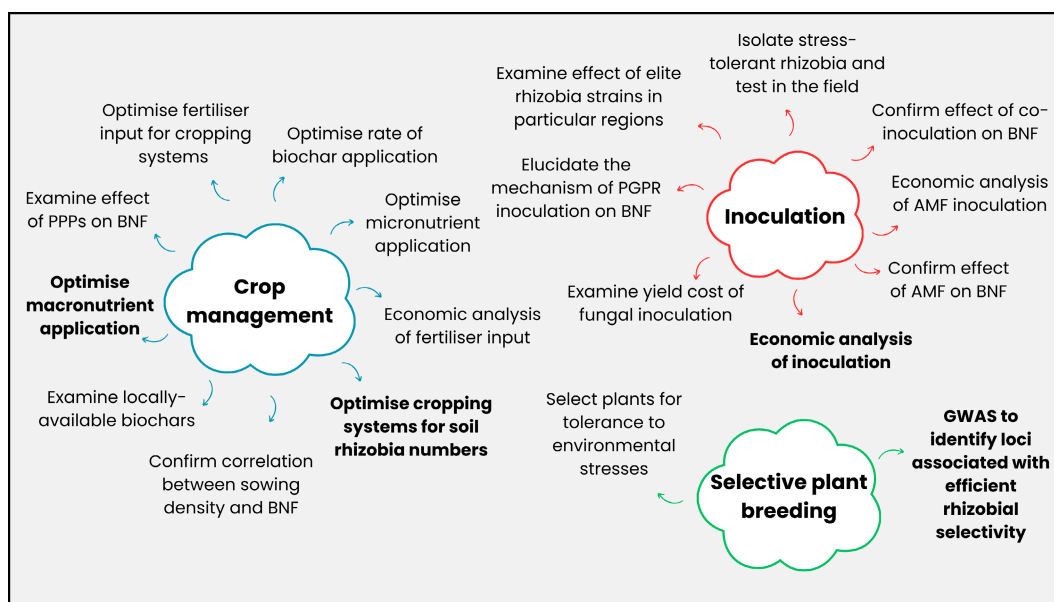 Optimise fertiliser
input for cropping
systems
Optimise rate of
biochar application
Examine effect
of PPPs on BNF
Optimise
micronutrient
application
Optimise
macronutrient
application
Crop
management
Economic analysis
of fertiliser input
Examine locally-
available biochars
Optimise cropping
systems for soil
rhizobia numbers
Confirm correlation
between sowing
density and BNF
Isolate stress-
tolerant rhizobia and
test in the field
Examine effect of elite
rhizobia strains in
particular regions
Confirm effect of co-
inoculation on BNF
Elucidate the
mechanism of PGPR
inoculation on BNF
Inoculation
Economic analysis
of AMF inoculation
Confirm effect
of AMF on BNF
Examine yield cost of
fungal inoculation
Economic analysis
of inoculation
Select plants for
tolerance to
environmental
stresses
Selective plant
breeding
GWAS to
identify loci
associated with
efficient
rhizobial
selectivity